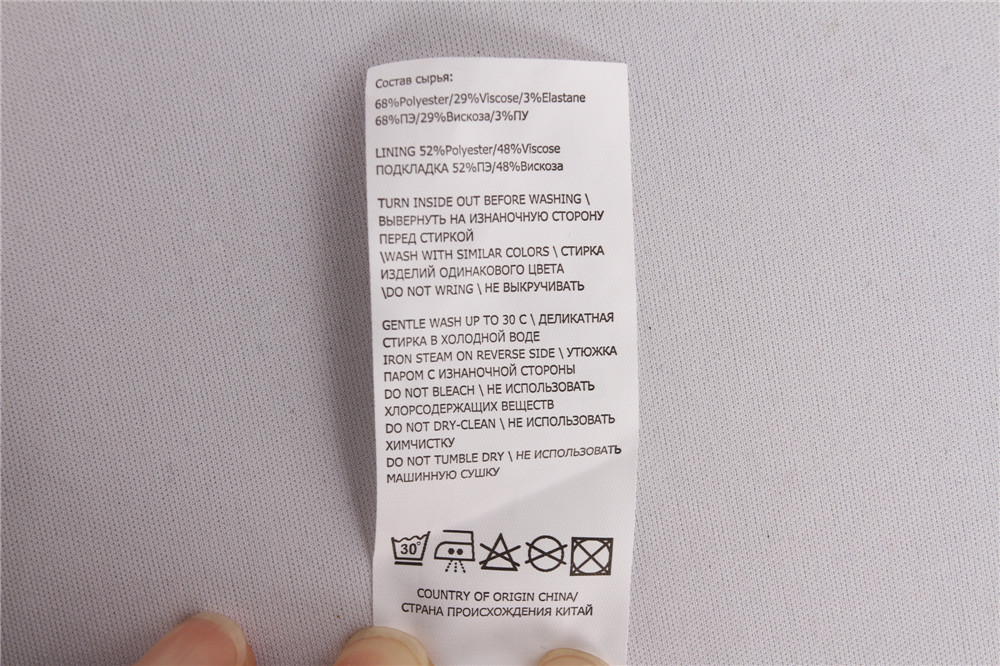 Состав сырья:
68%Polyester/29%Viscose/3%Elastane
68%ПЭ/29%Вискоза/3%ПУ
LINING 52%Polyester/48%Viscose
ПОДКЛАДКА 52%ПЭ/48%Вискоза
TURN INSIDE OUT BEFORE WASHING \
ВЫВЕРНУТЬ НА ИЗНАНОЧНУЮ СТОРОНУ
ПЕРЕД СТИРКОЙ
\WASH WITH SIMILAR COLORS \ СТИРКА
ИЗДЕЛИЙ ОДИНАКОВОГО ЦВЕТА
\DO NOT WRING \ НЕ ВЫКРУЧИВАТЬ
GENTLE WASH UP TO 30 C \ ДЕЛИКАТНАЯ
СТИРКА В ХОЛОДНОЙ ВОДЕ
IRON STEAM ON REVERSE SIDE \ УТЮЖКА
ПАРОМ С ИЗНАНОЧНОЙ СТОРОНЫ
DO NOT BLEACH \ НЕ ИСПОЛЬЗОВАТЬ
ХЛОРСОДЕРЖАЩИХ ВЕЩЕСТВ
DO NOT DRY-CLEAN \ НЕ ИСПОЛЬЗОВАТЬ
ХИМЧИСТКУ
DO NOT TUMBLE DRY \ НЕ ИСПОЛЬЗОВАТЬ
МАШИННУЮ СУШКУ
30°
COUNTRY OF ORIGIN CHINA/
СТРАНА ПРОИСХОЖДЕНИЯ КИТАЙ